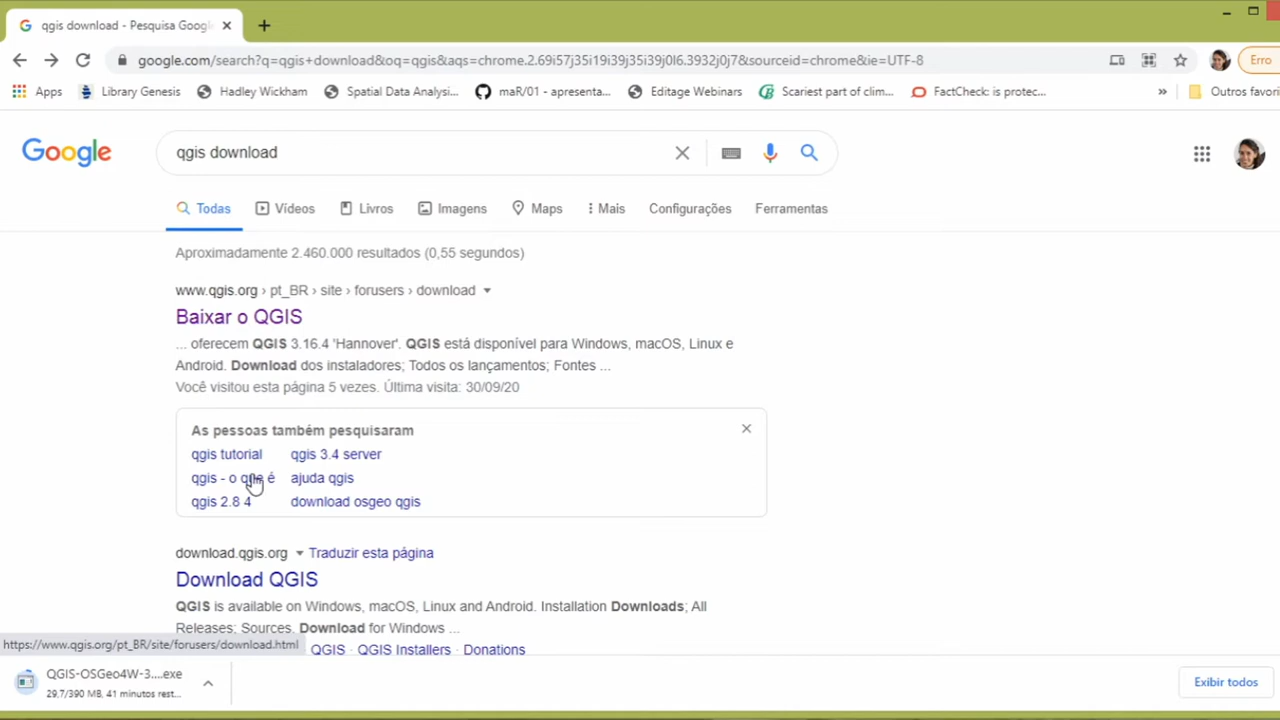 qgis download - Pesquisa Googl
google.com/search?q=qgis+download&oq=qgis&aqs=chrome.2.69i57j35i19i39j35i39j0l6.3932j0j7&sourceid=chrome&ie=UTF-8
Erro
Apps Library Genesis Hadley Wickham Spatial Data Analysi... maR/01 - apresenta... Editage Webinars Scariest part of clim... FactCheck: is protec... » Outros favori
Google
qgis download
Todas Vídeos Livros Imagens Maps Mais Configurações Ferramentas
Aproximadamente 2.460.000 resultados (0,55 segundos)
www.qgis.org › pt_BR › site › forusers › download
Baixar o QGIS
... oferecem QGIS 3.16.4 'Hannover'. QGIS está disponível para Windows, macOS, Linux e
Android. Download dos instaladores; Todos os lançamentos; Fontes ...
Você visitou esta página 5 vezes. Última visita: 30/09/20
As pessoas também pesquisaram
qgis tutorial qgis 3.4 server
qgis - o que é ajuda qgis
qgis 2.8 4 download osgeo qgis
download.qgis.org Traduzir esta página
Download QGIS
QGIS is available on Windows, macOS, Linux and Android. Installation Downloads; All
Releases; Sources. Download for Windows ...
https://www.qgis.org/pt_BR/site/forusers/download.html
QGIS · QGIS Installers · Donations
QGIS-OSGeo4W-3....exe
29,7/390 MB, 41 minutos rest...
Exibir todos